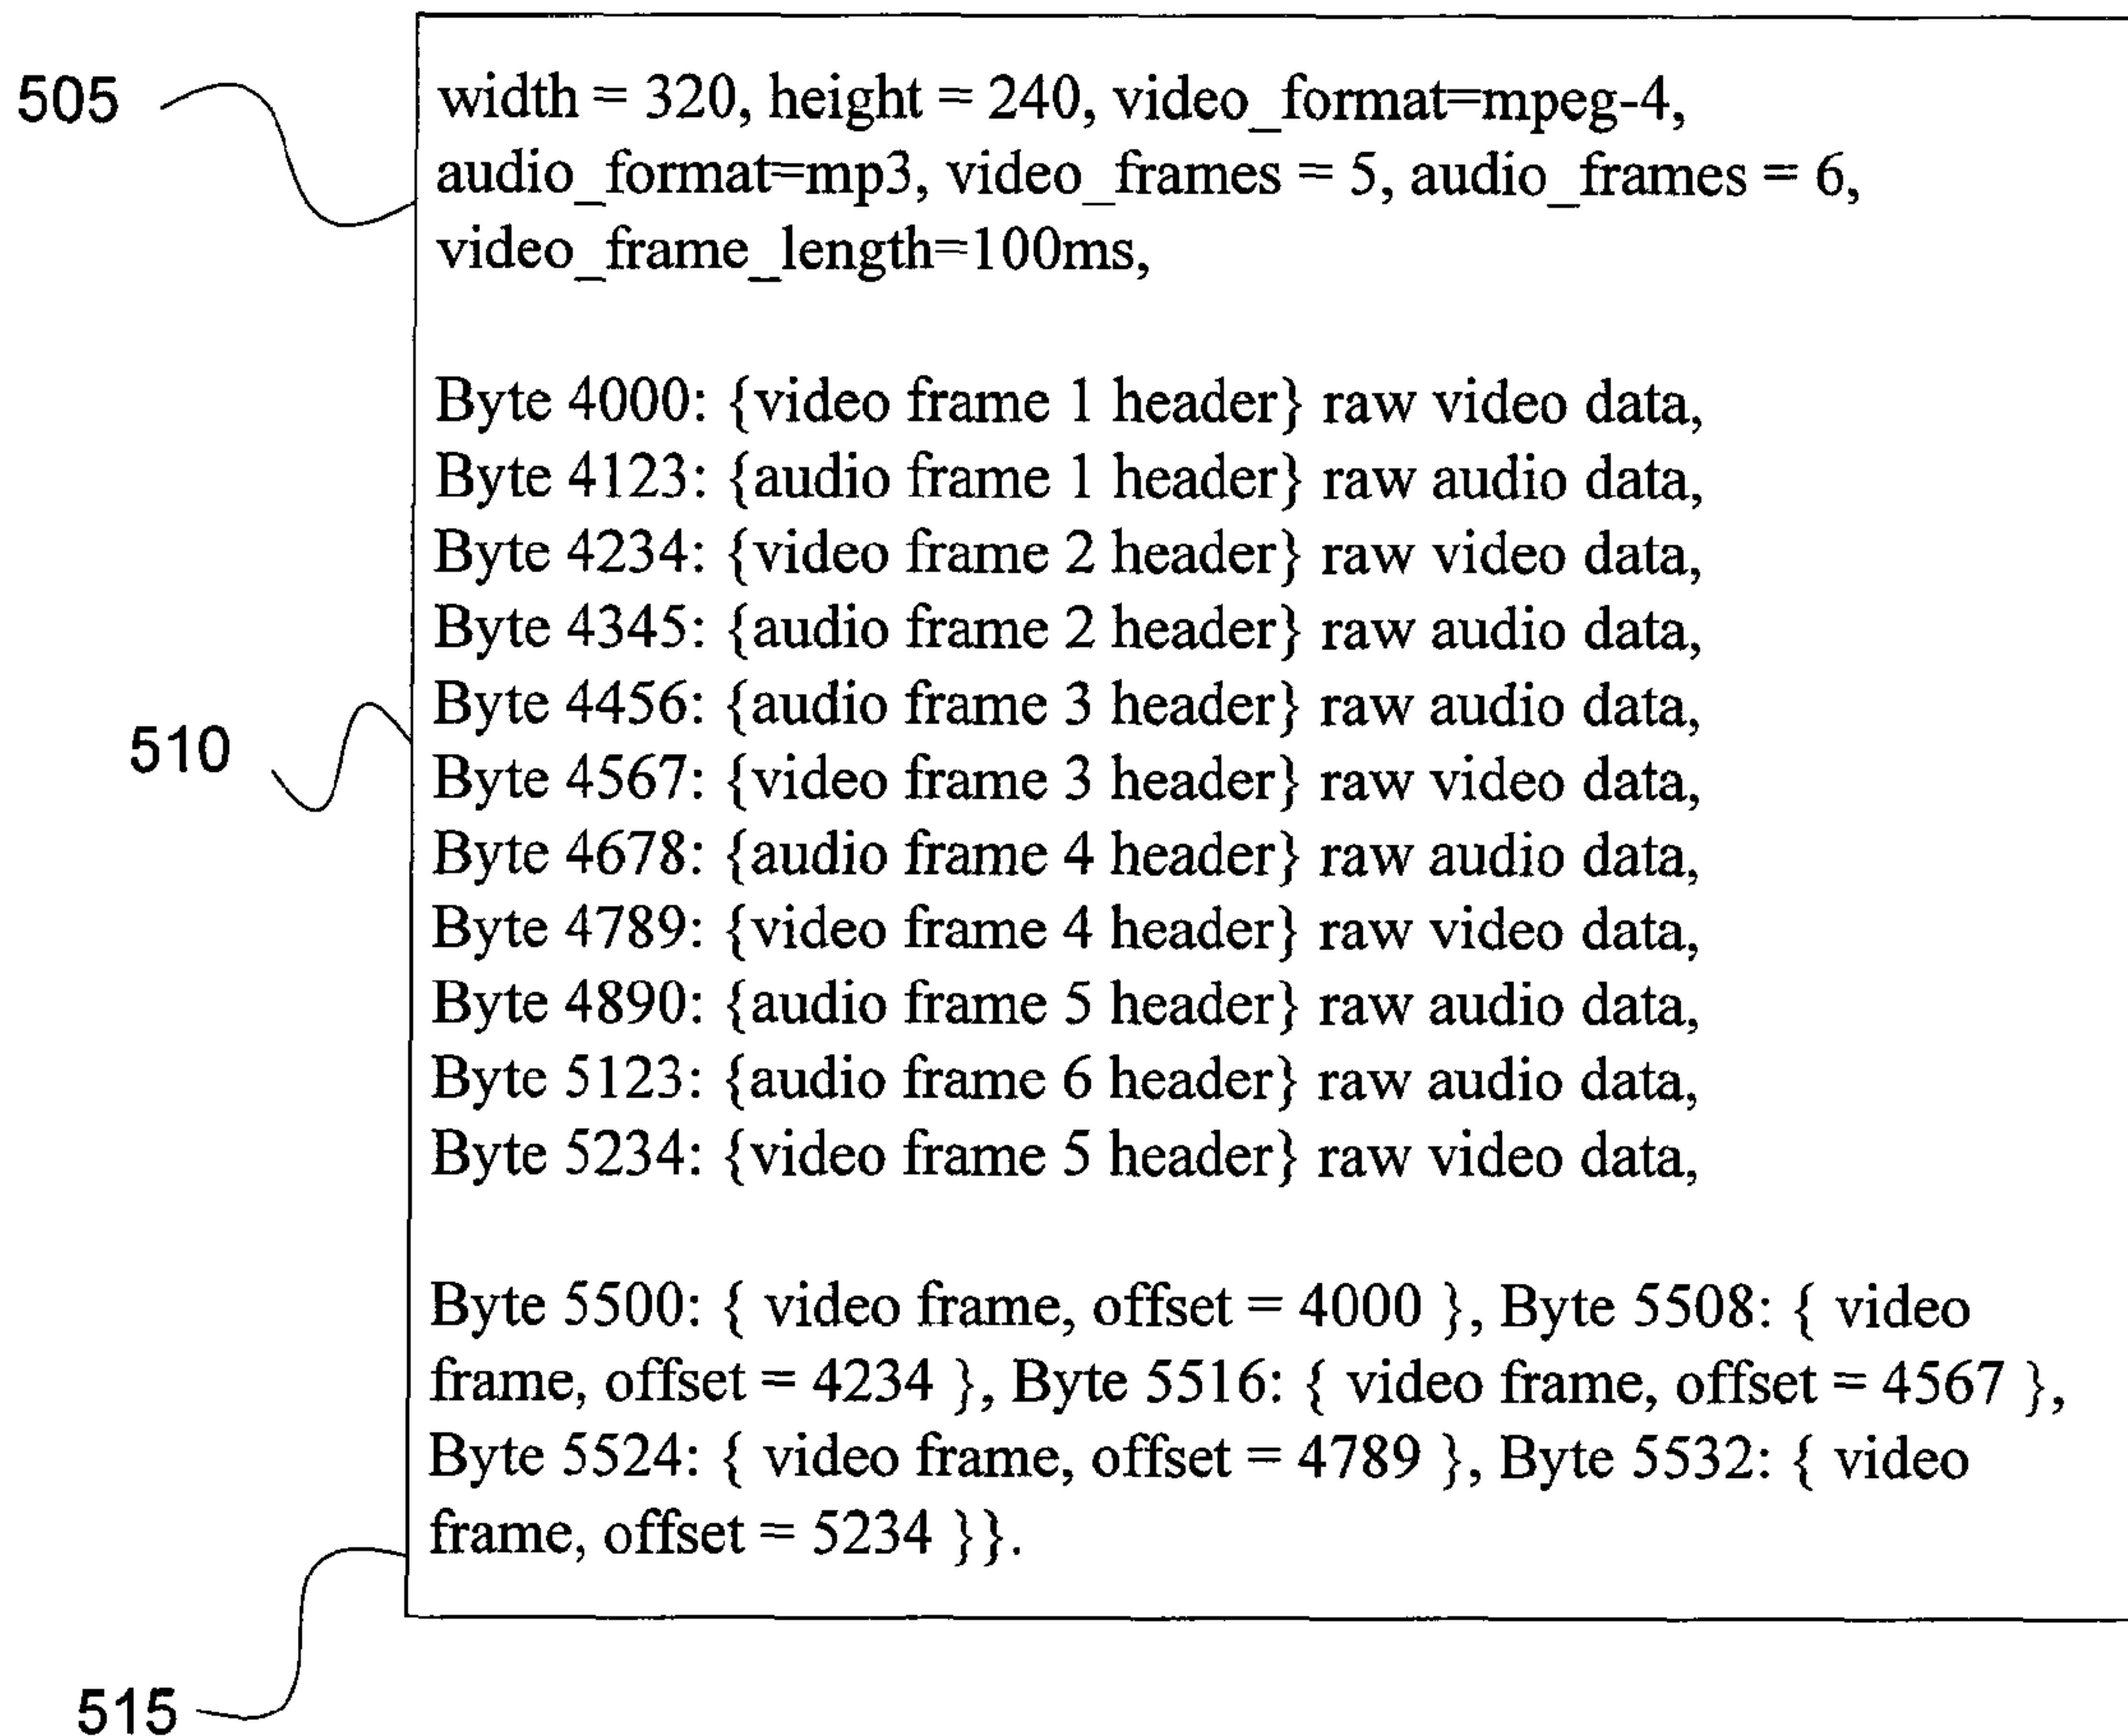 505
width = 320, height = 240, video_format=mpeg-4,
audio_format=mp3, video_frames = 5, audio_frames = 6,
video_frame_length=100ms,
Byte 4000: {video frame 1 header} raw video data,
Byte 4123: {audio frame 1 header} raw audio data,
Byte 4234: {video frame 2 header} raw video data,
Byte 4345: {audio frame 2 header} raw audio data,
Byte 4456: {audio frame 3 header} raw audio data,
510
Byte 4567: {video frame 3 header} raw video data,
Byte 4678: {audio frame 4 header} raw audio data,
Byte 4789: {video frame 4 header} raw video data,
Byte 4890: {audio frame 5 header} raw audio data,
Byte 5123: {audio frame 6 header} raw audio data,
Byte 5234: {video frame 5 header} raw video data,
Byte 5500: { video frame, offset = 4000 }, Byte 5508: { video
frame, offset = 4234 }, Byte 5516: { video frame, offset = 4567 },
Byte 5524: { video frame, offset = 4789 }, Byte 5532: { video
frame, offset = 5234 }}.
515